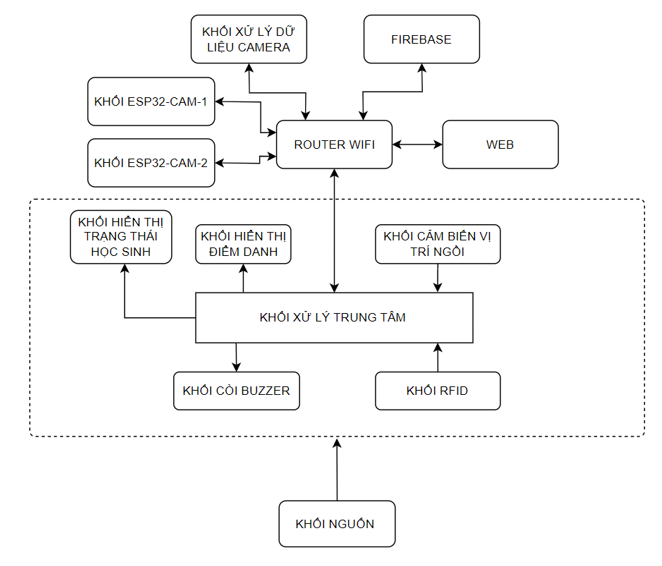 KHỐI XỬ LÝ DỮ
LIỆU CAMERA
FIREBASE
KHỐI ESP32-CAM-1
KHỐI ESP32-CAM-2
ROUTER WIFI
WEB
KHỐI HIỂN THỊ
TRẠNG THÁI
HỌC SINH
KHỐI HIỂN THỊ
ĐIỂM DANH
KHỐI CẢM BIẾN VỊ
TRÍ NGỒI
KHỐI XỬ LÝ TRUNG TÂM
KHỐI CÒI BUZZER
KHỐI RFID
KHỐI NGUỒN